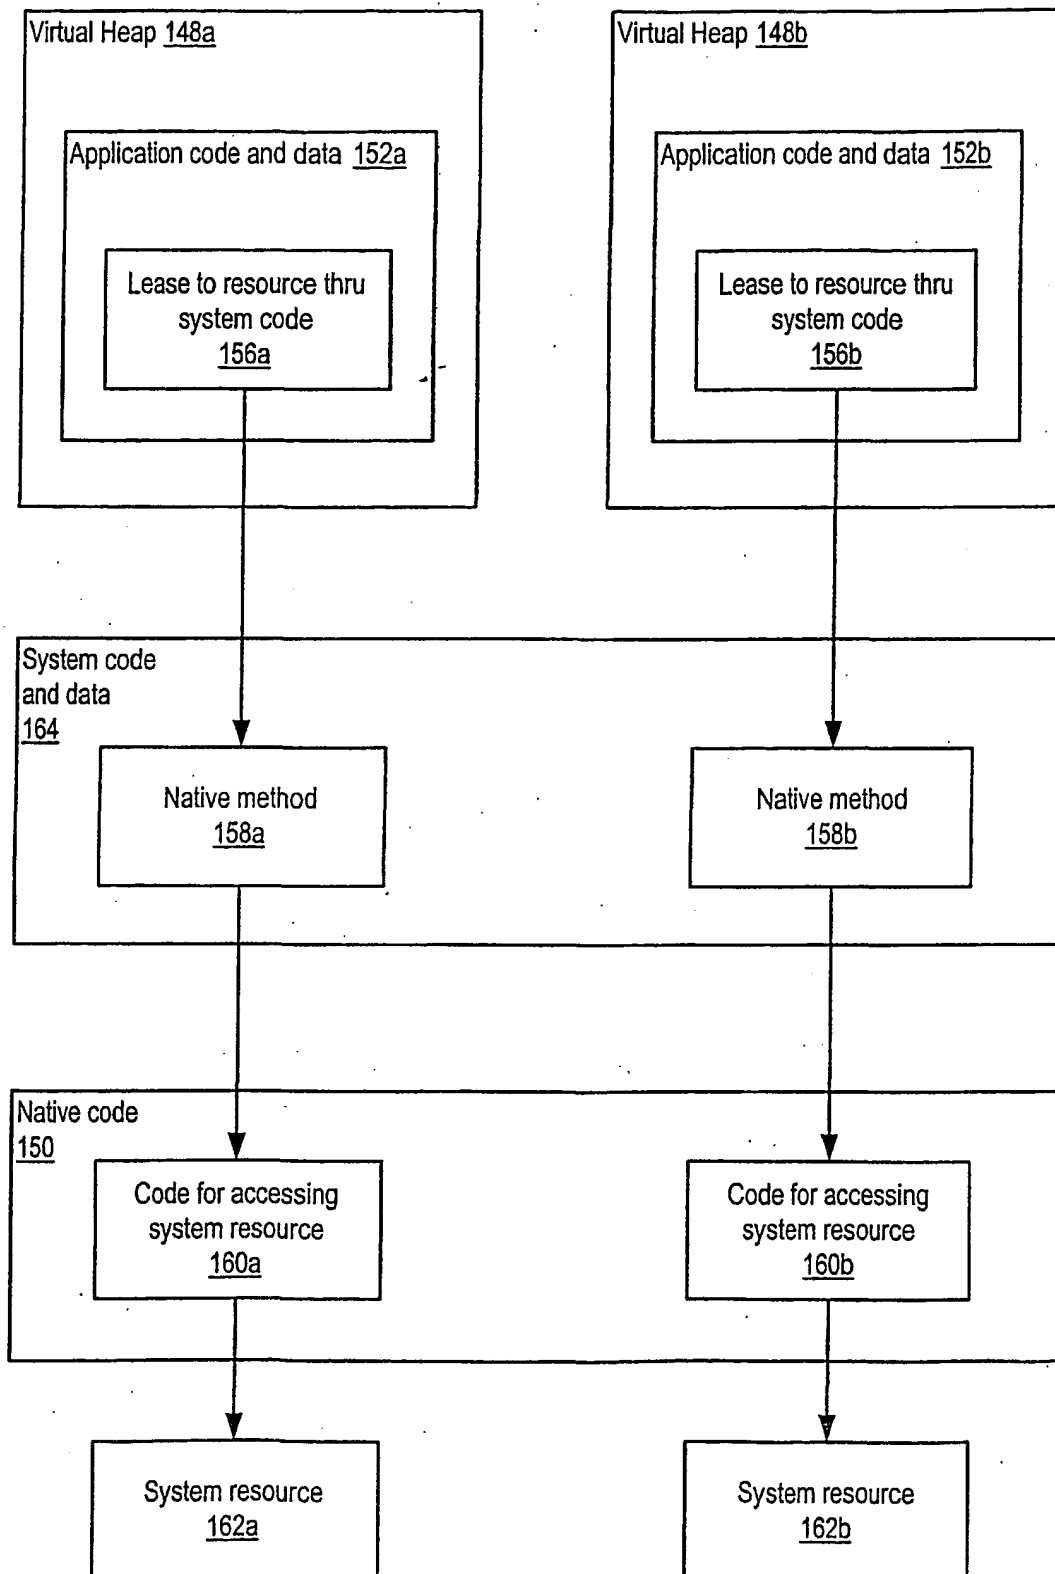 Virtual Heap 148a
Virtual Heap 148b
Application code and data 152a
Application code and data 152b
Lease to resource thru
system code
156a
Lease to resource thru
system code
156b
System code
and data
164
Native method
158a
Native method
158b
Native code
150
Code for accessing
system resource
160a
Code for accessing
system resource
160b
System resource
162a
System resource
162b